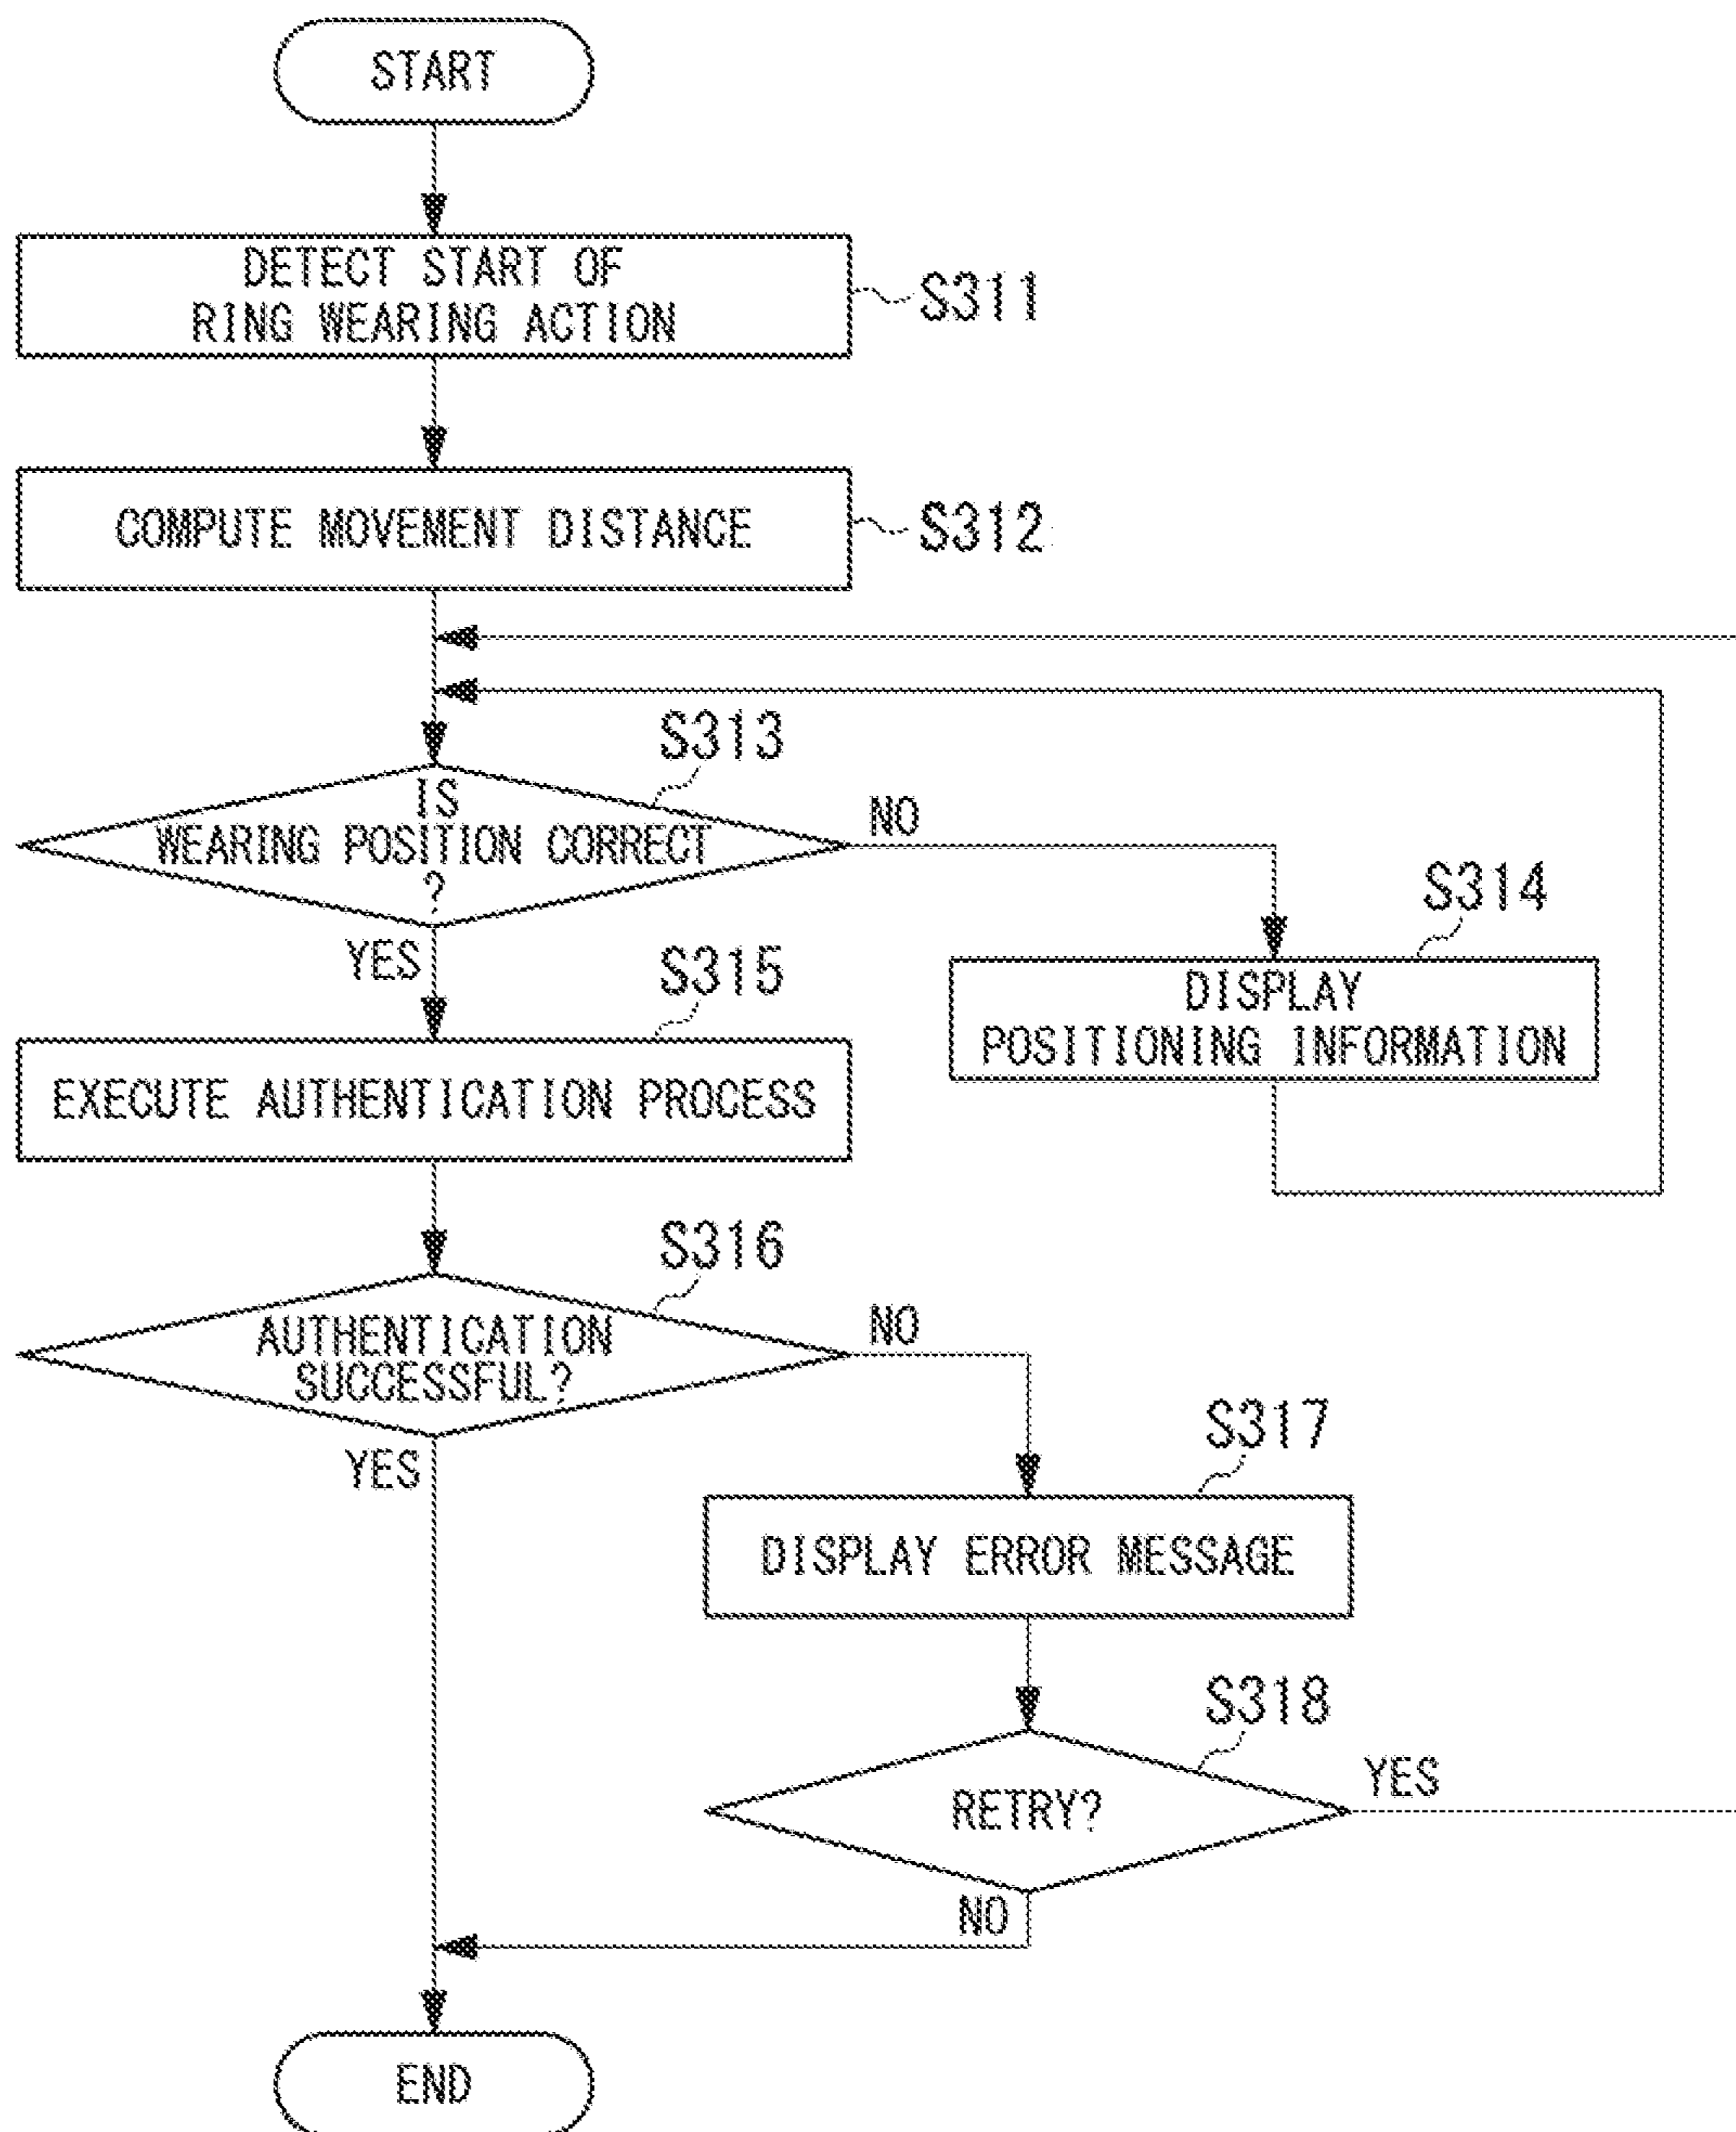 START
DETECT START OF
RING WEARING ACTION
S311
COMPUTE MOVEMENT DISTANCE
S312
S313
IS
WEARING POSITION CORRECT
?
NO
YES
S314
DISPLAY
POSITIONING INFORMATION
S315
EXECUTE AUTHENTICATION PROCESS
S316
AUTHENTICATION
SUCCESSFUL?
NO
YES
S317
DISPLAY ERROR MESSAGE
S318
RETRY?
YES
NO
END